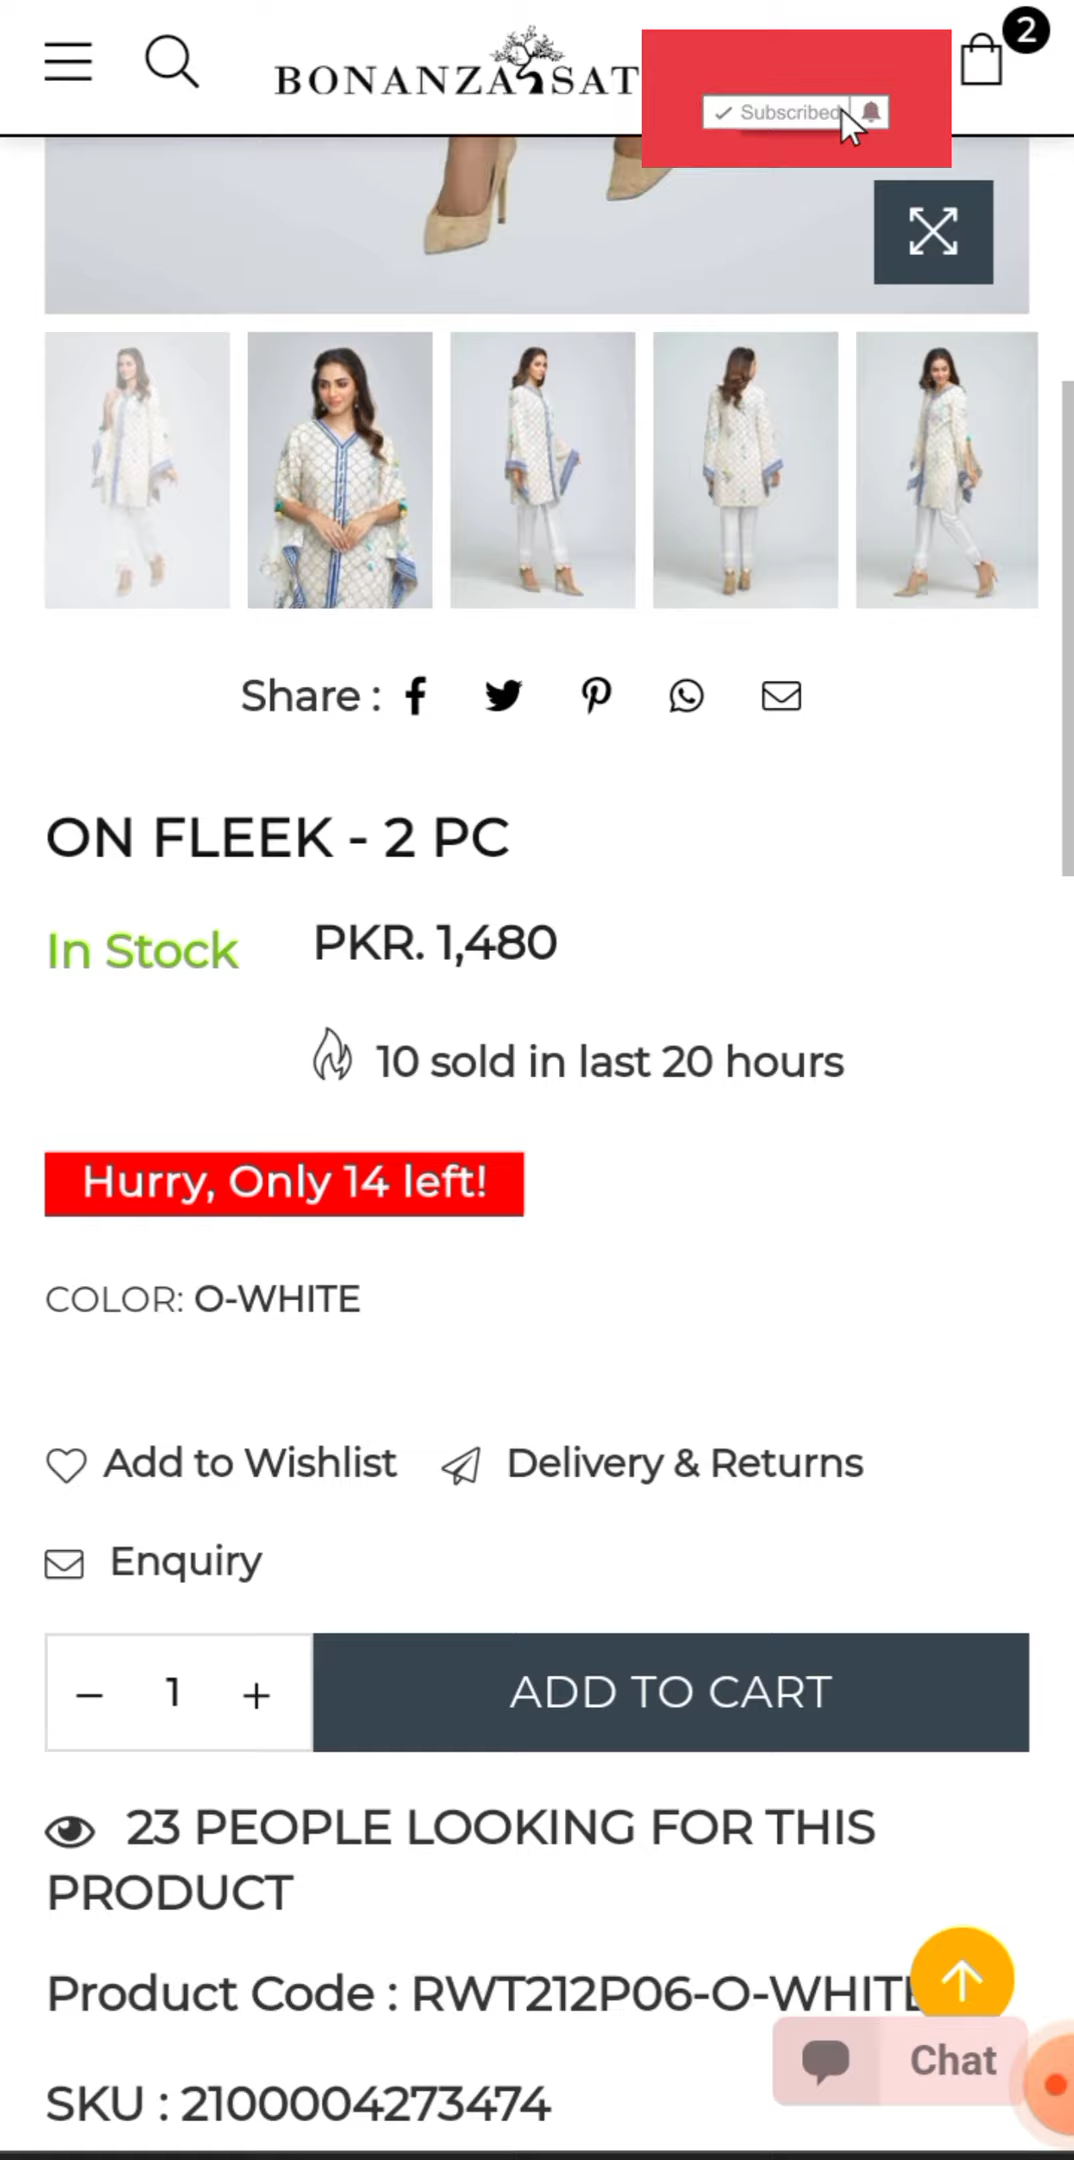 2
BONANZA SAT
Subscribed
Share :
ON FLEEK - 2 PC
In Stock PKR. 1,480
10 sold in last 20 hours
Hurry, Only 14 left!
COLOR: O-WHITE
Add to Wishlist Delivery & Returns
Enquiry
− 1 + ADD TO CART
23 PEOPLE LOOKING FOR THIS
PRODUCT
Product Code : RWT212P06-O-WHITE
Chat
SKU : 2100004273474